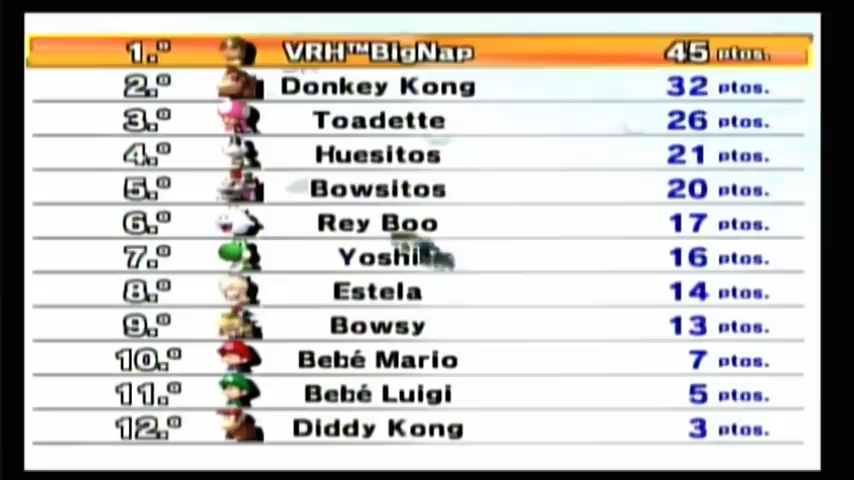 1.º VRH™BigNap 45 ptos.
2.º Donkey Kong 32 ptos.
3.º Toadette 26 ptos.
4.º Huesitos 21 ptos.
5.º Bowsitos 20 ptos.
6.º Rey Boo 17 ptos.
7.º Yoshi 16 ptos.
8.º Estela 14 ptos.
9.º Bowsy 13 ptos.
10.º Bebé Mario 7 ptos.
11.º Bebé Luigi 5 ptos.
12.º Diddy Kong 3 ptos.